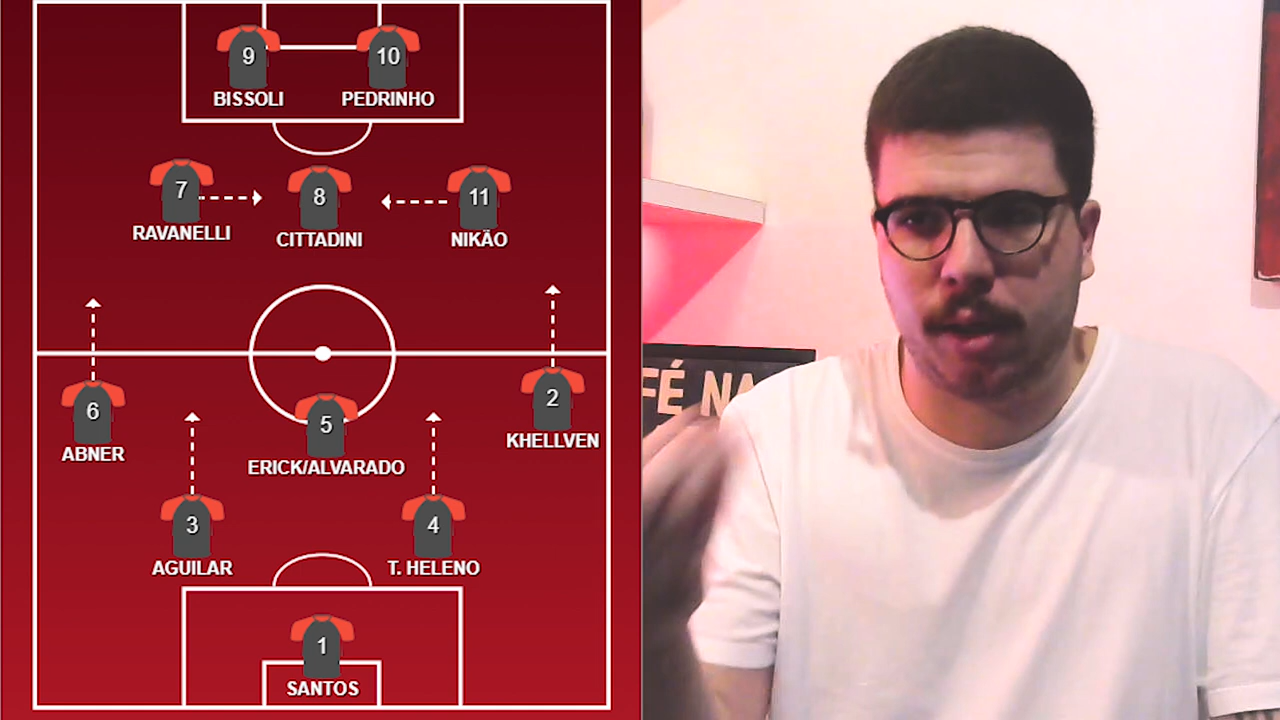 9
BISSOLI
10
PEDRINHO
7
RAVANELLI
8
CITTADINI
11
NIKÃO
6
ABNER
5
ERICK/ALVARADO
2
KHELLVEN
3
AGUILAR
4
T. HELENO
1
SANTOS
FÉ NA